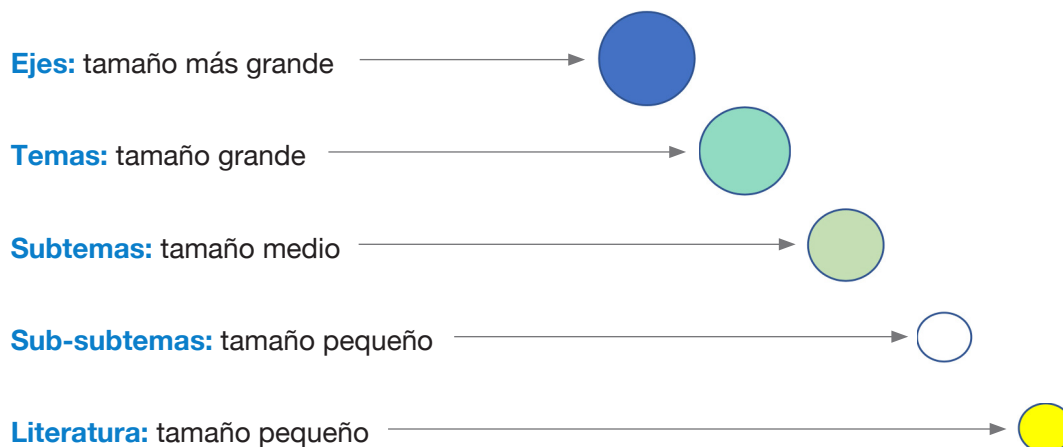 Ejes: tamaño más grande
Temas: tamaño grande
Subtemas: tamaño medio
Sub-subtemas: tamaño pequeño
Literatura: tamaño pequeño